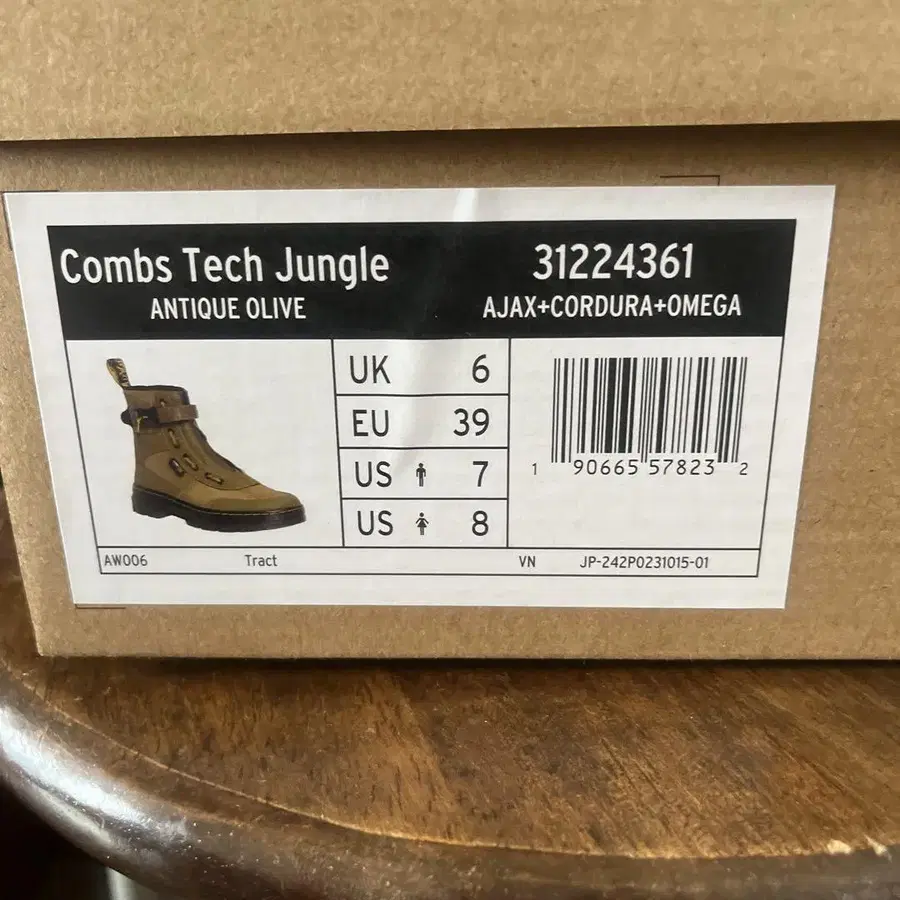 Combs Tech Jungle
ANTIQUE OLIVE
31224361
AJAX+CORDURA+OMEGA
UK 6
EU 39
US 7
US 8
1 90665 57823 2
AW006 Tract VN JP-242P0231015-01